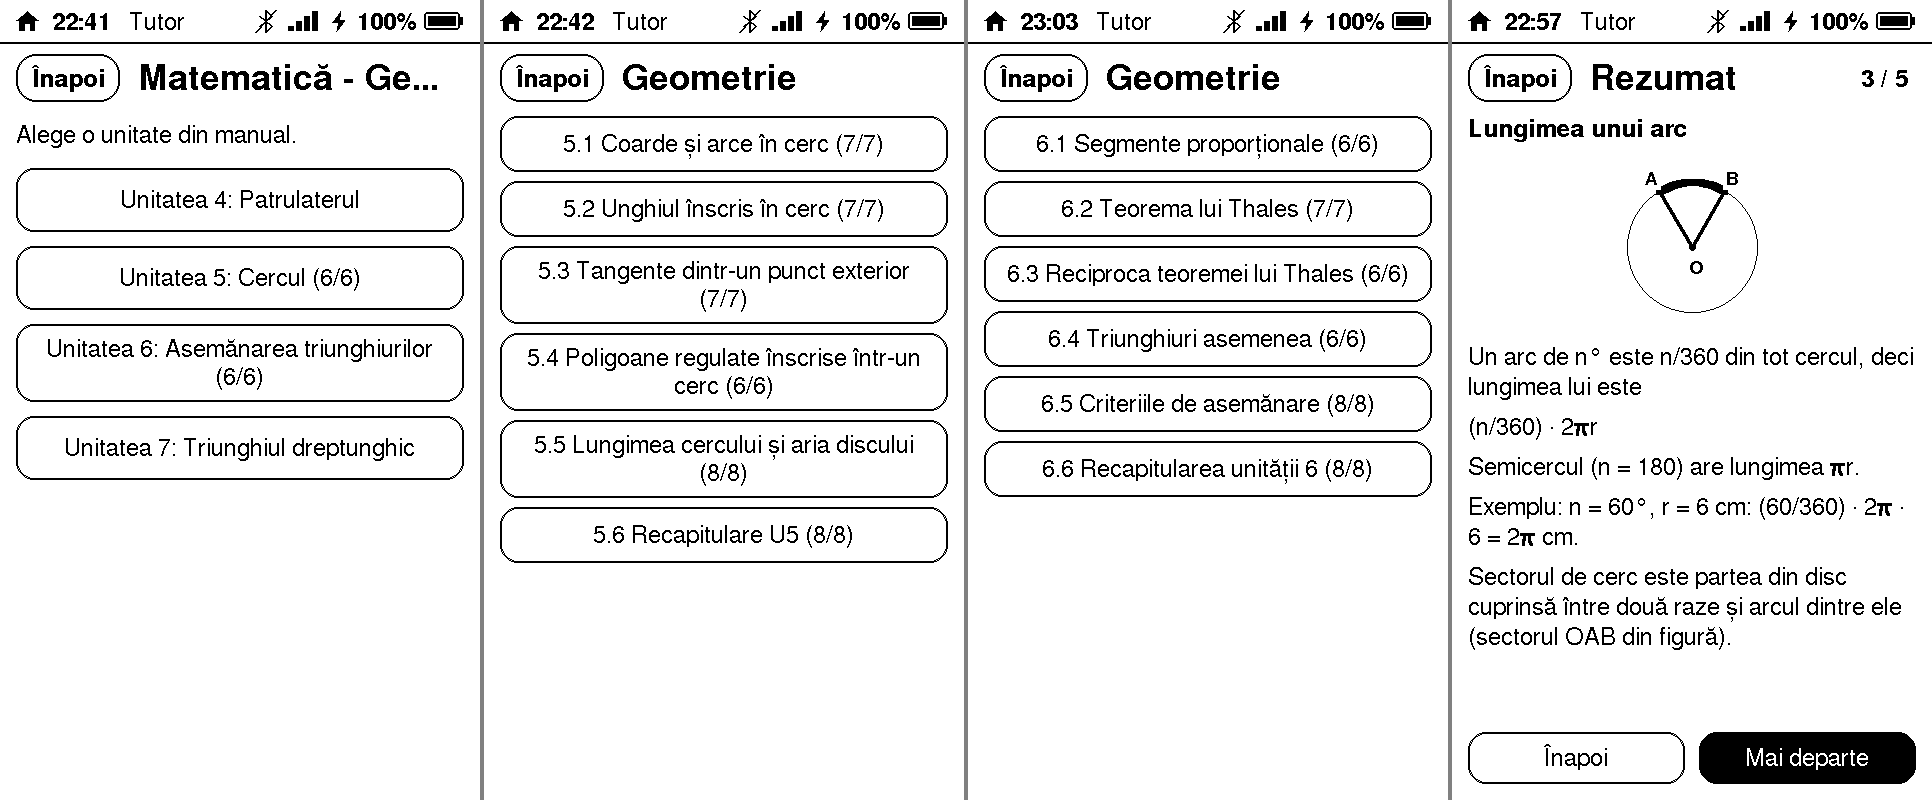 22:41 Tutor 100%
Înapoi Matematică - Ge...
Alege o unitate din manual.
Unitatea 4: Patrulaterul
Unitatea 5: Cercul (6/6)
Unitatea 6: Asemănarea triunghiurilor
(6/6)
Unitatea 7: Triunghiul dreptunghic
22:42 Tutor 100%
Înapoi Geometrie
5.1 Coarde și arce în cerc (7/7)
5.2 Unghiul înscris în cerc (7/7)
5.3 Tangente dintr-un punct exterior
(7/7)
5.4 Poligoane regulate înscrise într-un
cerc (6/6)
5.5 Lungimea cercului și aria discului
(8/8)
5.6 Recapitulare U5 (8/8)
23:03 Tutor 100%
Înapoi Geometrie
6.1 Segmente proporționale (6/6)
6.2 Teorema lui Thales (7/7)
6.3 Reciproca teoremei lui Thales (6/6)
6.4 Triunghiuri asemenea (6/6)
6.5 Criteriile de asemănare (8/8)
6.6 Recapitularea unității 6 (8/8)
22:57 Tutor 100%
Înapoi Rezumat 3 / 5
Lungimea unui arc
A B
O
Un arc de n° este n/360 din tot cercul, deci
lungimea lui este
(n/360) · 2πr
Semicercul (n = 180) are lungimea πr.
Exemplu: n = 60°, r = 6 cm: (60/360) · 2π ·
6 = 2π cm.
Sectorul de cerc este partea din disc
cuprinsă între două raze și arcul dintre ele
(sectorul OAB din figură).
Înapoi Mai departe